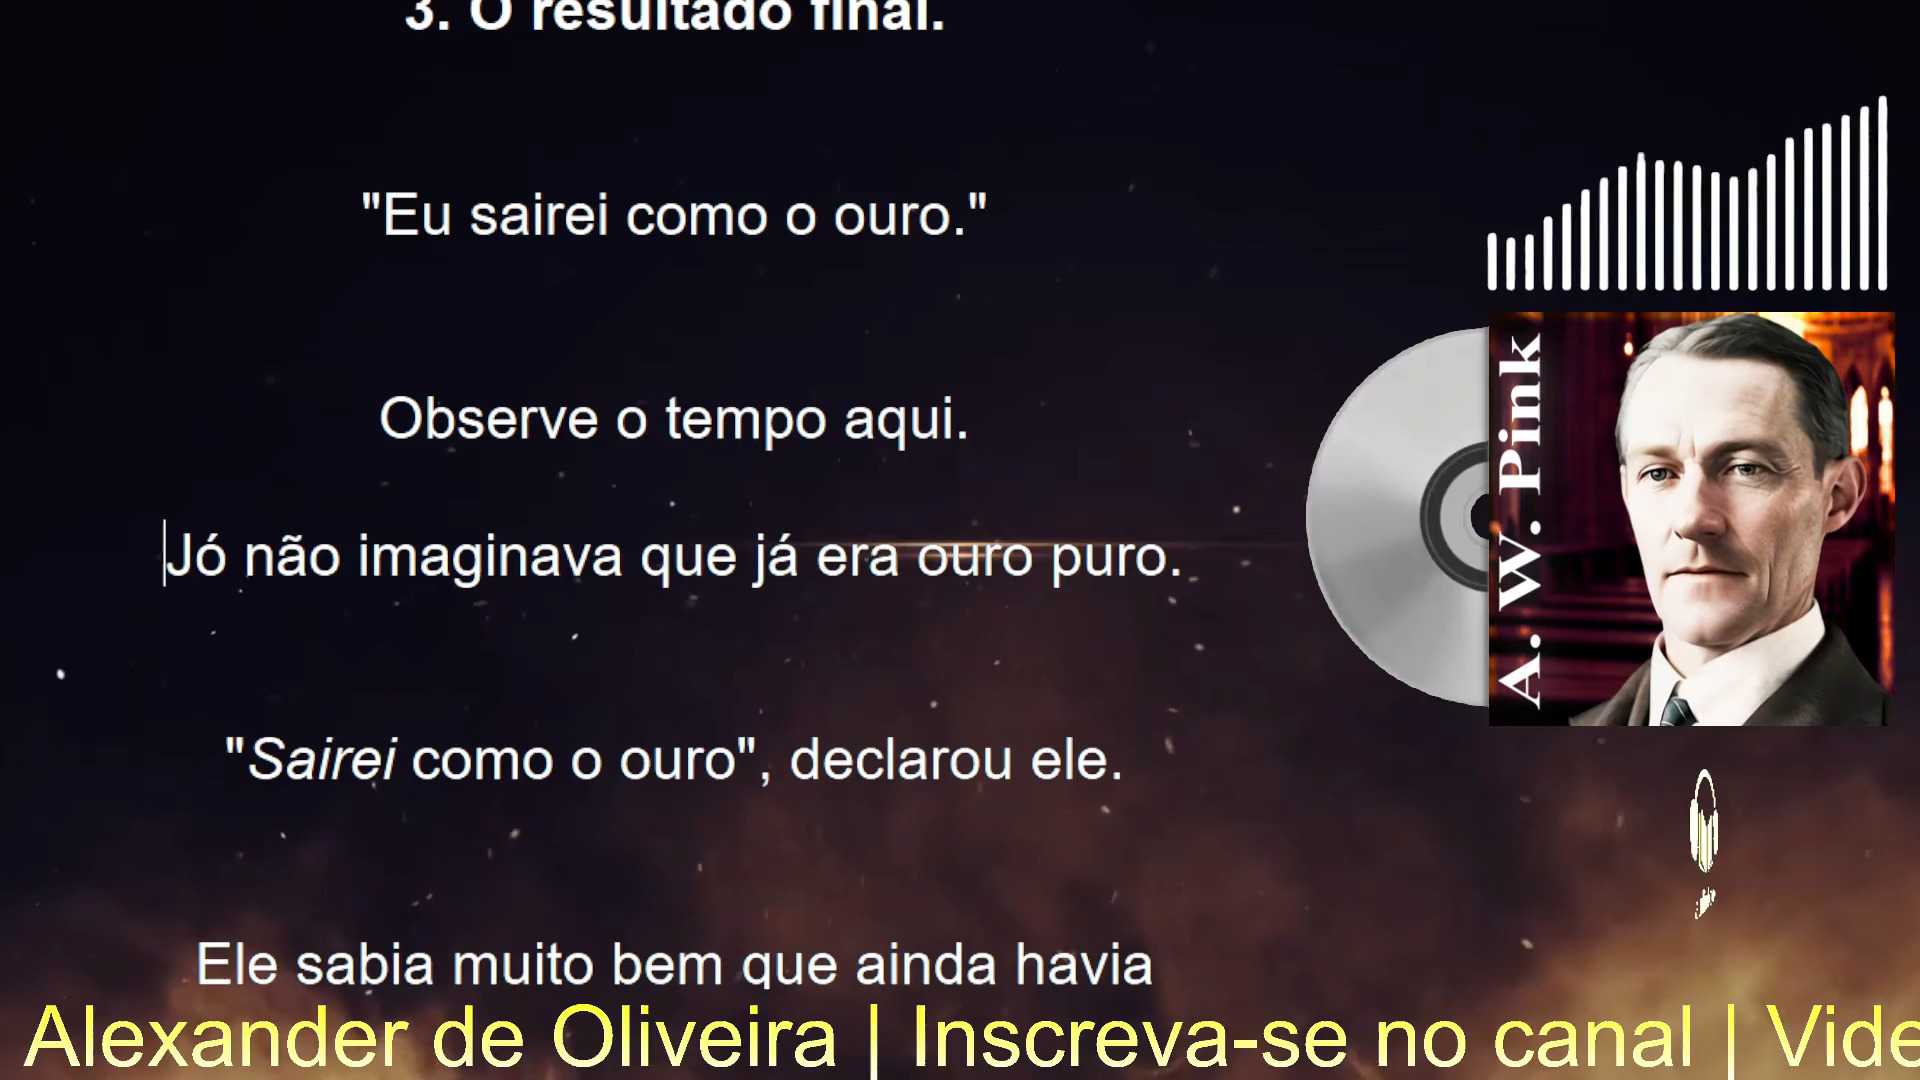 3. O resultado final.
"Eu sairei como o ouro."
Observe o tempo aqui.
Jó não imaginava que já era ouro puro.
"Sairei como o ouro", declarou ele.
Ele sabia muito bem que ainda havia
A. W. Pink
Alexander de Oliveira | Inscreva-se no canal | Vide